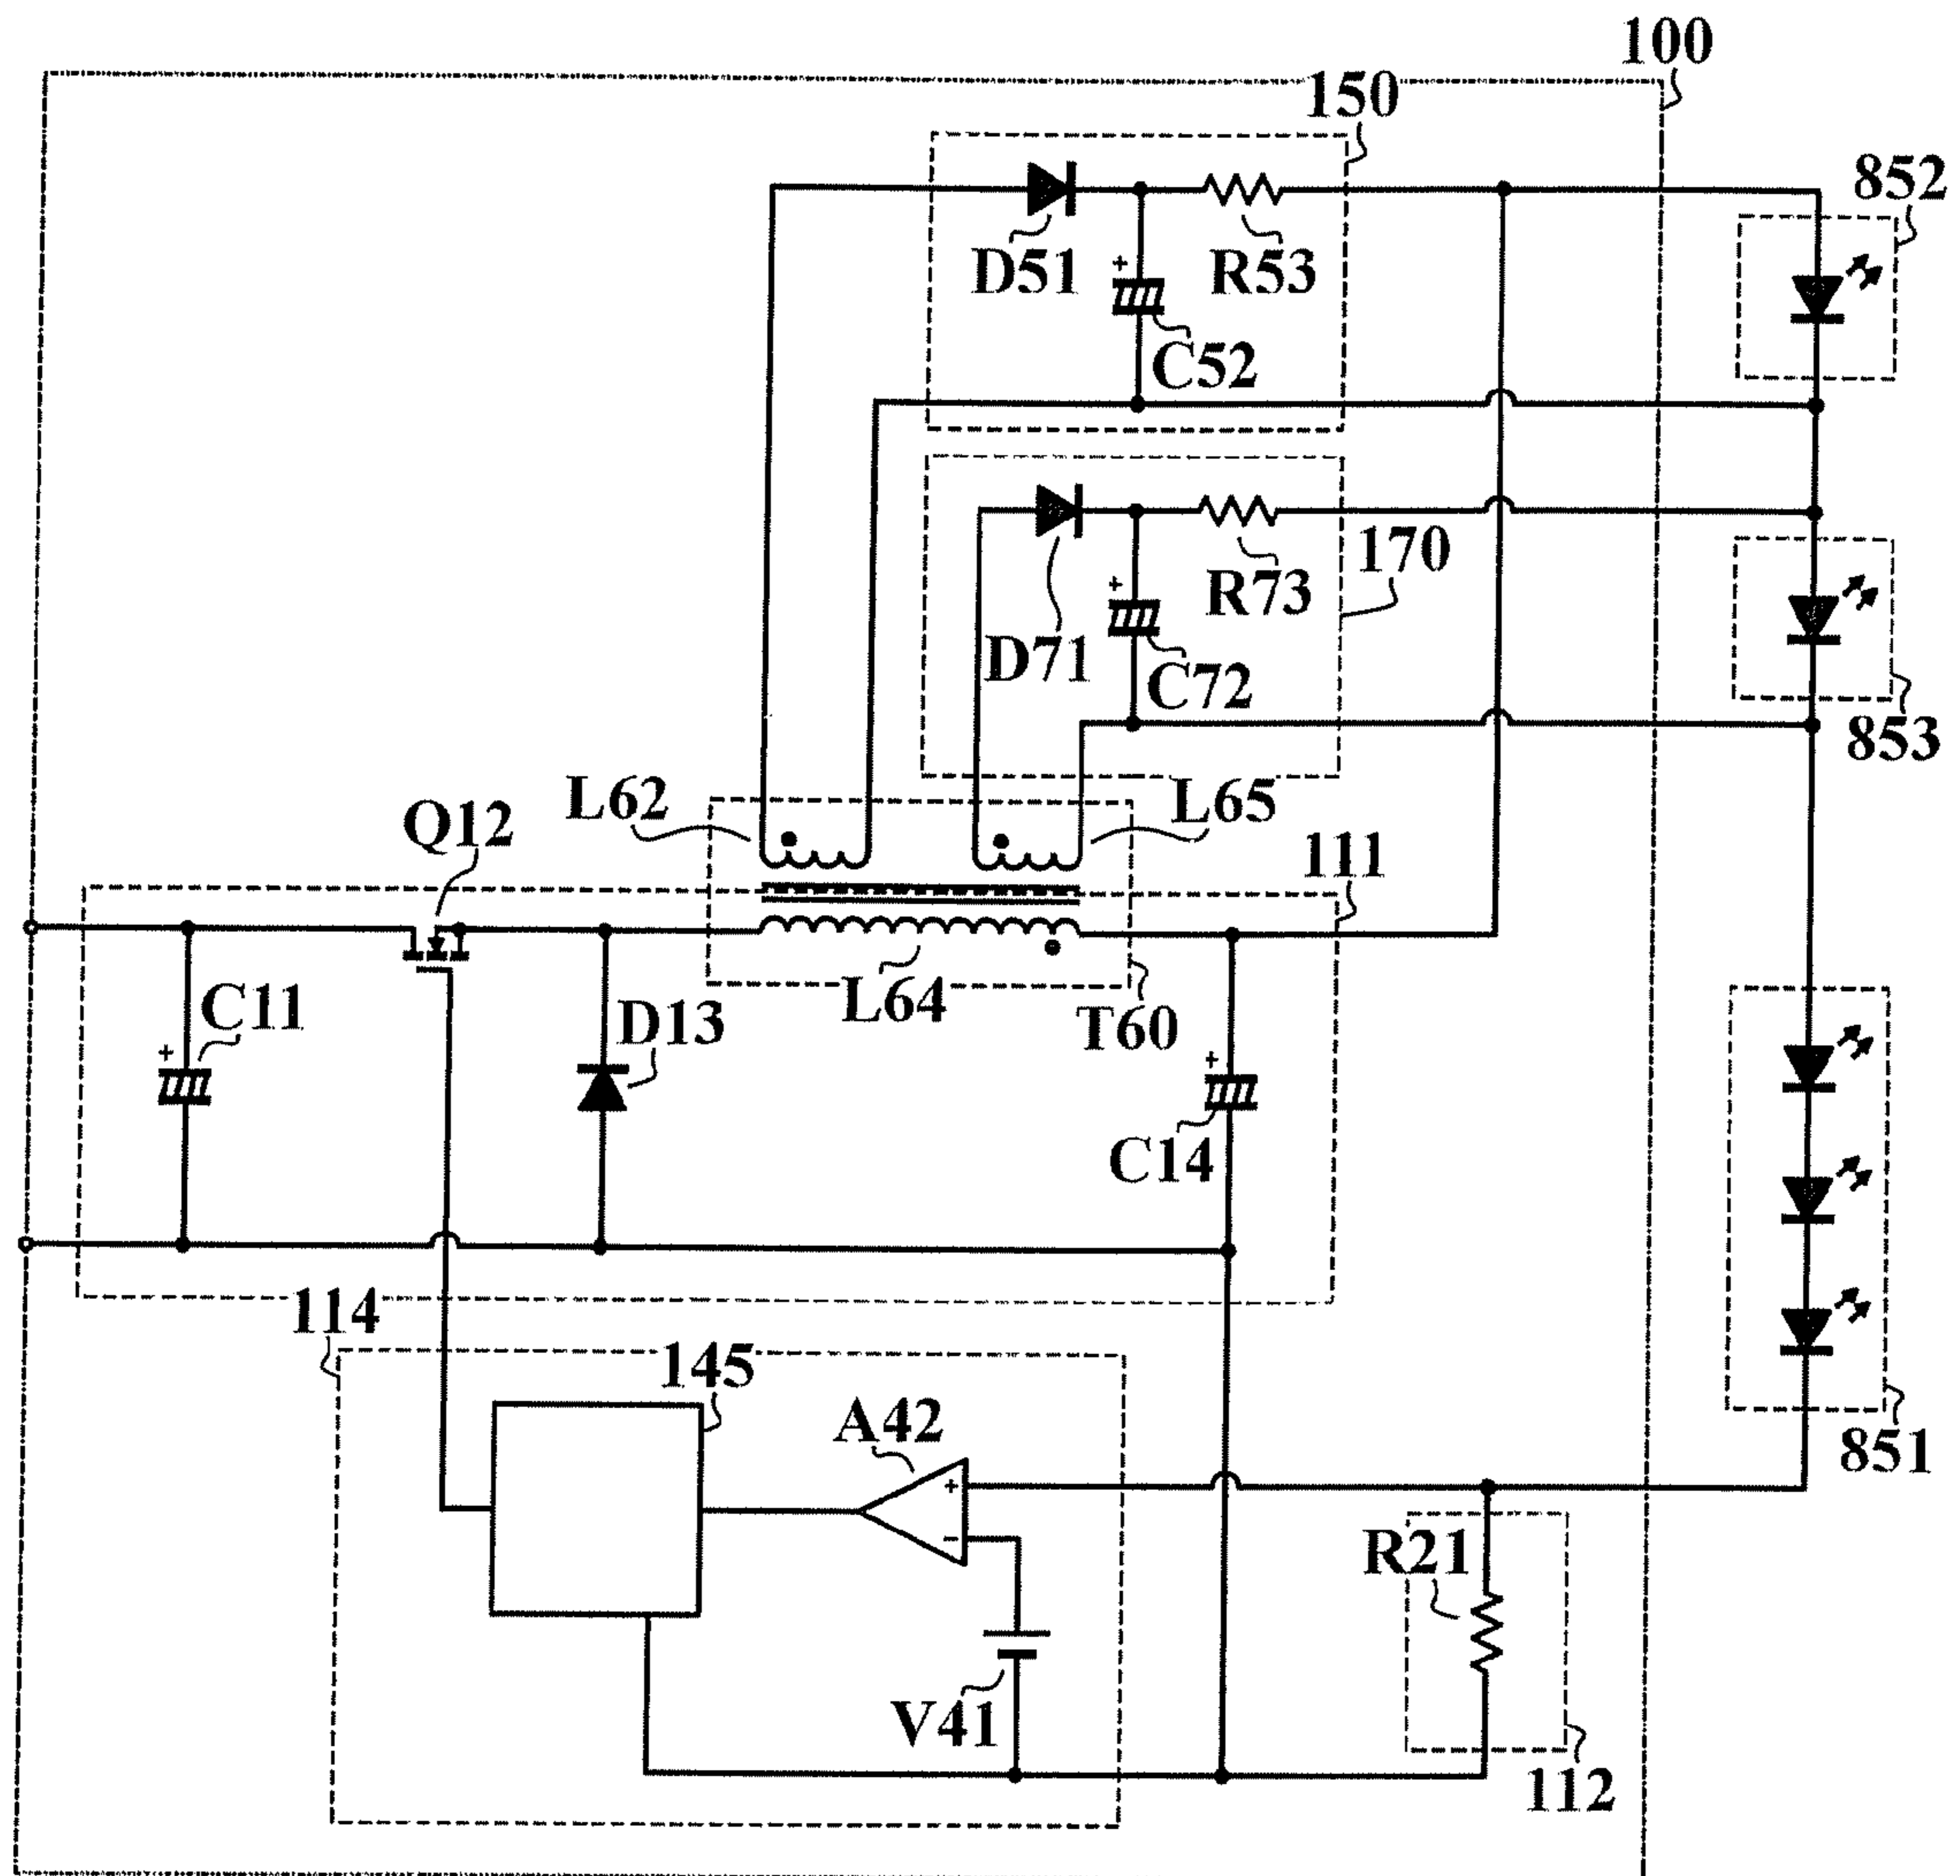 100
150
852
D51
+
R53
C52
170
+
R73
D71
C72
853
L62
L65
Q12
111
C11
+
D13
L64
T60
+
C14
114
145
A42
+
−
851
R21
V41
112